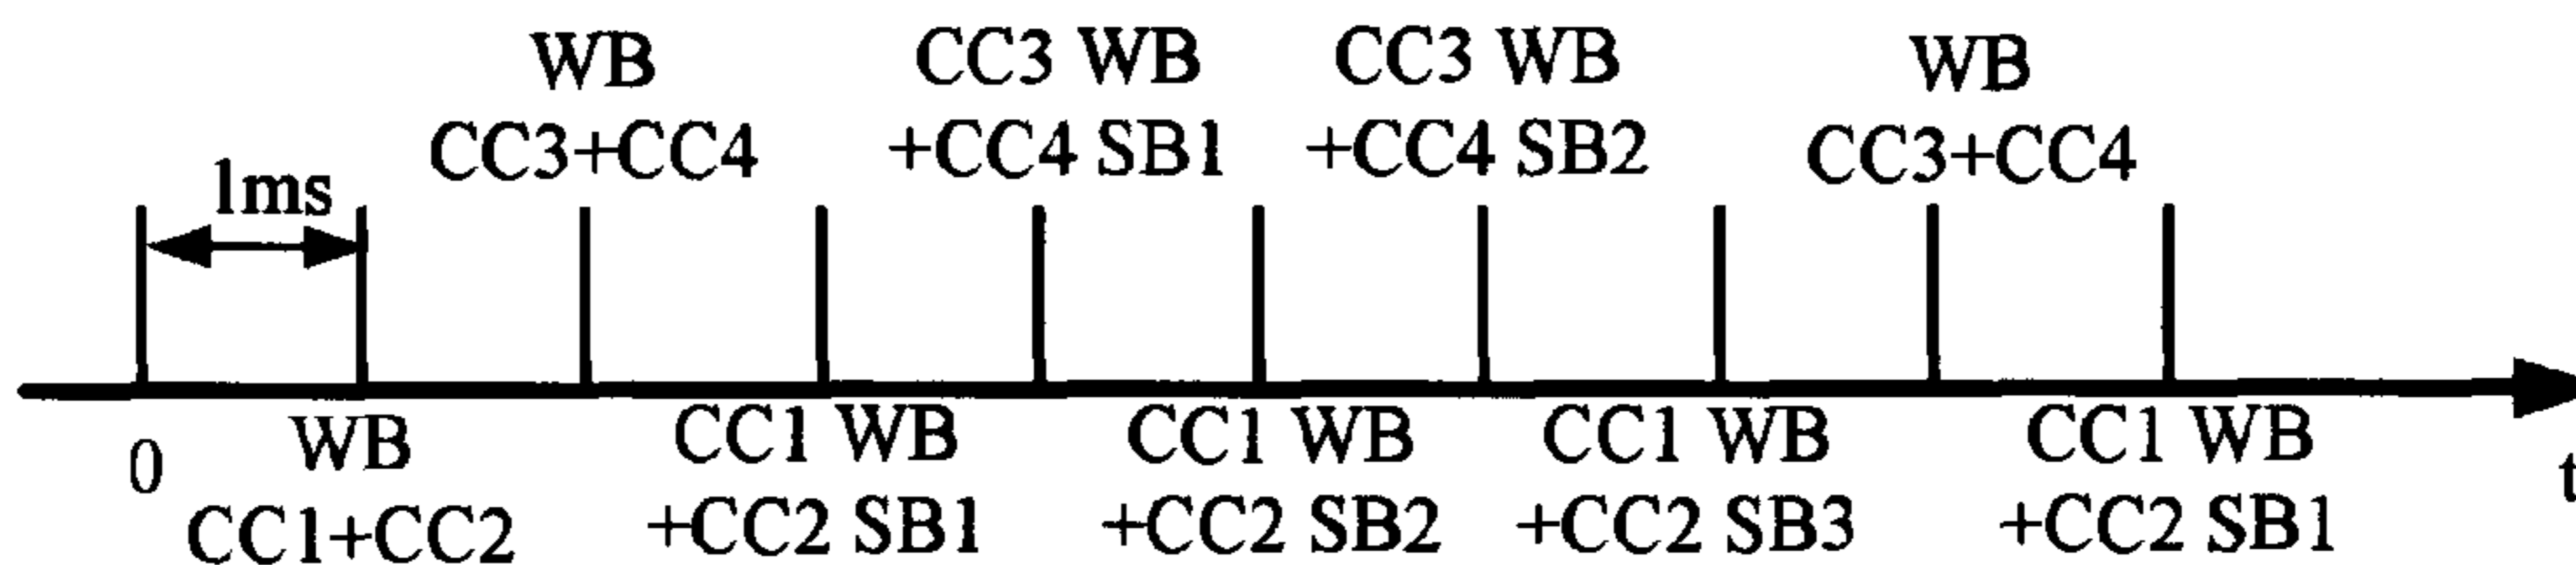 WB
CC3+CC4
CC3 WB
+CC4 SB1
CC3 WB
+CC4 SB2
WB
CC3+CC4
1ms
0
WB
CC1+CC2
CC1 WB
+CC2 SB1
CC1 WB
+CC2 SB2
CC1 WB
+CC2 SB3
CC1 WB
+CC2 SB1
t